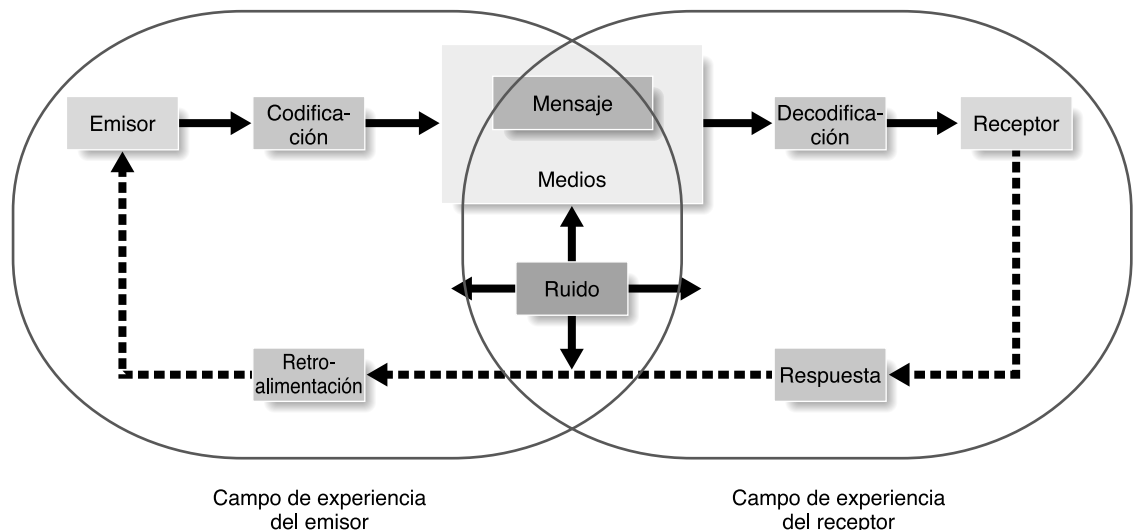 Emisor
Codifica-
ción
Mensaje
Medios
Decodifica-
ción
Receptor
Ruido
Retro-
alimentación
Respuesta
Campo de experiencia
del emisor
Campo de experiencia
del receptor